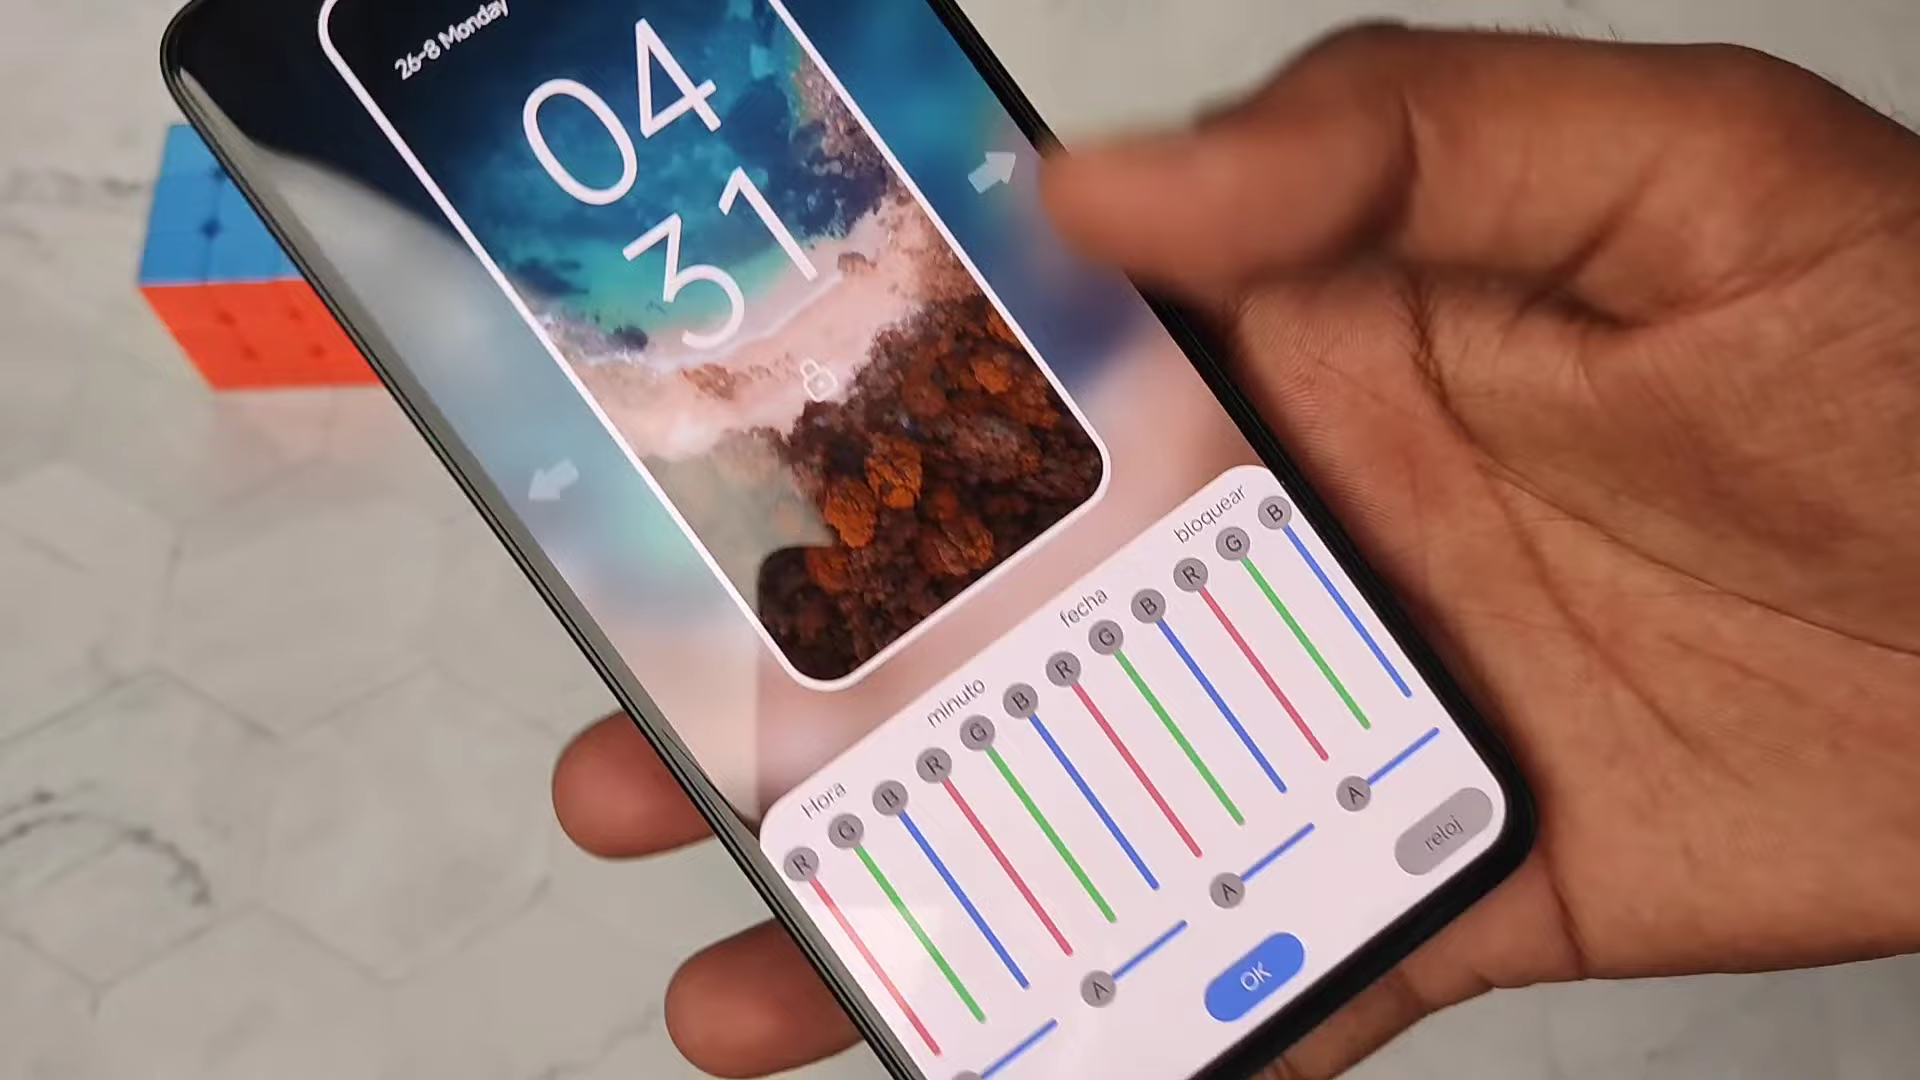 26-8 Monday
04
31
Hora minuto fecha bloquear
R G B R G B R G B R G B
A A A
reloj
OK